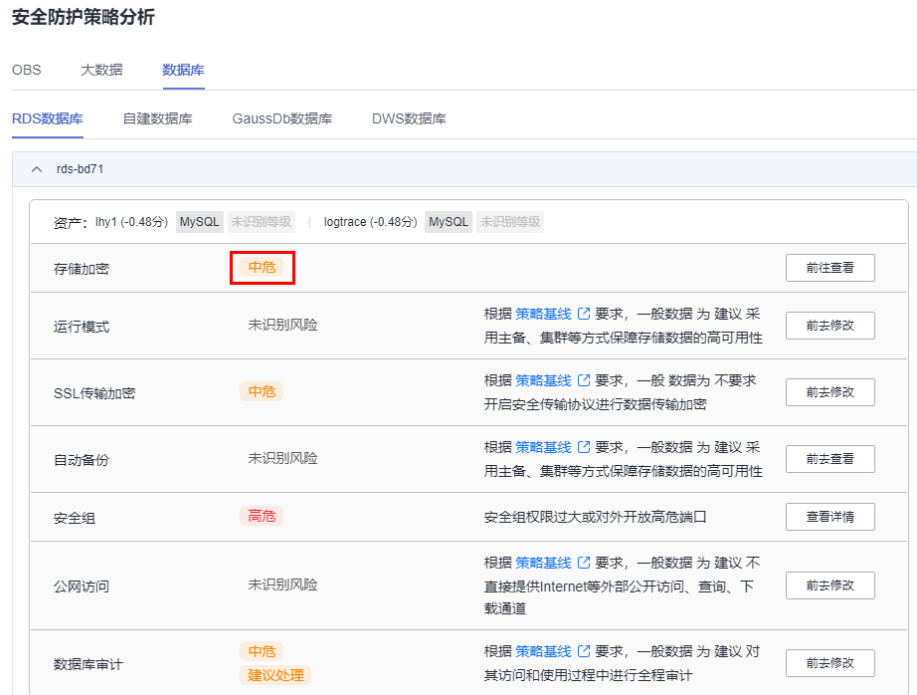 安全防护策略分析
OBS 大数据 数据库
RDS数据库 自建数据库 GaussDb数据库 DWS数据库
rds-bd71
资产: lhy1 (-0.48分) MySQL 未识别等级 | logtrace (-0.48分) MySQL 未识别等级
存储加密 中危 前往查看
运行模式 未识别风险 根据 策略基线 要求，一般数据 为 建议 采
用主备、集群等方式保障存储数据的高可用性 前去修改
SSL传输加密 中危 根据 策略基线 要求，一般 数据为 不要求
开启安全传输协议进行数据传输加密 前去修改
自动备份 未识别风险 根据 策略基线 要求，一般数据 为 建议 采
用主备、集群等方式保障存储数据的高可用性 前去查看
安全组 高危 安全组权限过大或对外开放高危端口 查看详情
公网访问 未识别风险 根据 策略基线 要求，一般数据 为 建议 不
直接提供Internet等外部公开访问、查询、下
载通道 前去修改
数据库审计 中危 根据 策略基线 要求，一般数据 为 建议 对
建议处理 其访问和使用过程中进行全程审计 前去修改